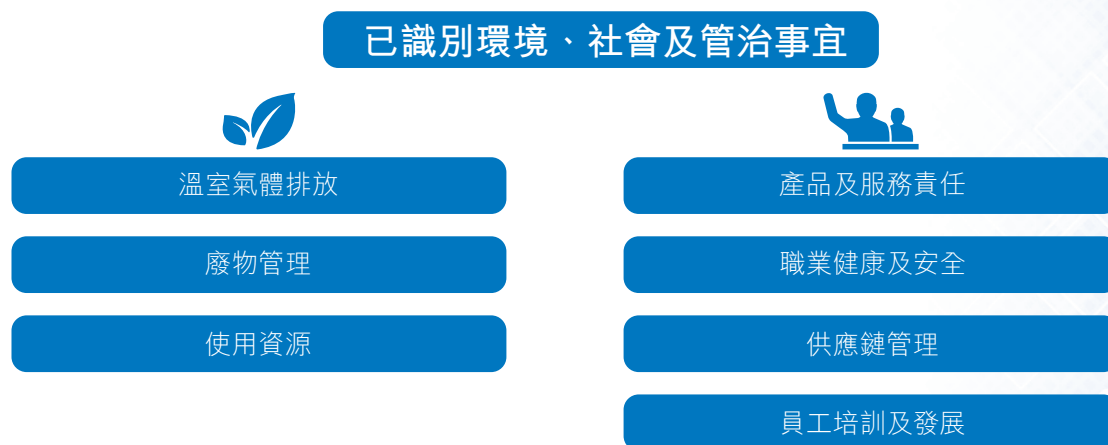 已識別環境、社會及管治事宜
溫室氣體排放
廢物管理
使用資源
產品及服務責任
職業健康及安全
供應鏈管理
員工培訓及發展